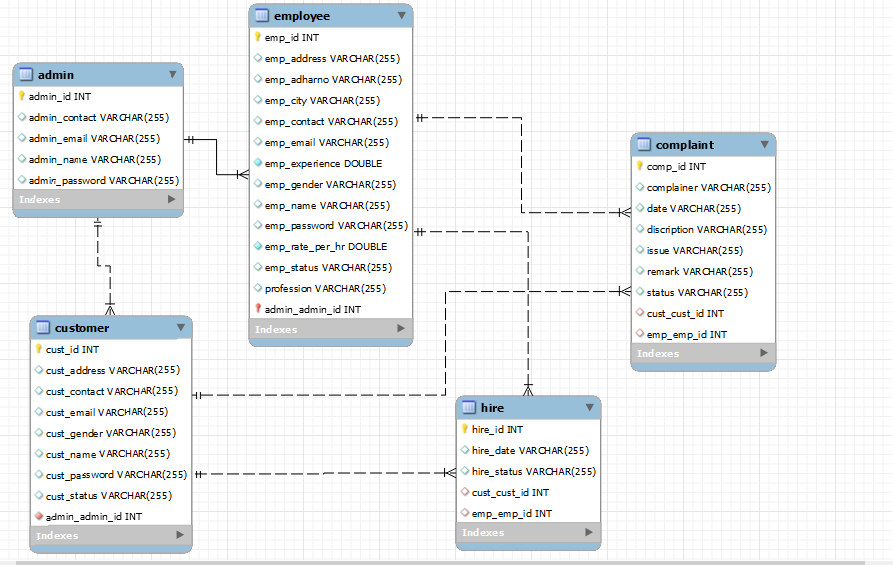 employee
emp_id INT
emp_address VARCHAR(255)
emp_adharno VARCHAR(255)
emp_city VARCHAR(255)
emp_contact VARCHAR(255)
emp_email VARCHAR(255)
emp_experience DOUBLE
emp_gender VARCHAR(255)
emp_name VARCHAR(255)
emp_password VARCHAR(255)
emp_rate_per_hr DOUBLE
emp_status VARCHAR(255)
profession VARCHAR(255)
admin_admin_id INT
Indexes
admin
admin_id INT
admin_contact VARCHAR(255)
admin_email VARCHAR(255)
admin_name VARCHAR(255)
admin_password VARCHAR(255)
Indexes
complaint
comp_id INT
complainer VARCHAR(255)
date VARCHAR(255)
discription VARCHAR(255)
issue VARCHAR(255)
remark VARCHAR(255)
status VARCHAR(255)
cust_cust_id INT
emp_emp_id INT
Indexes
customer
cust_id INT
cust_address VARCHAR(255)
cust_contact VARCHAR(255)
cust_email VARCHAR(255)
cust_gender VARCHAR(255)
cust_name VARCHAR(255)
cust_password VARCHAR(255)
cust_status VARCHAR(255)
admin_admin_id INT
Indexes
hire
hire_id INT
hire_date VARCHAR(255)
hire_status VARCHAR(255)
cust_cust_id INT
emp_emp_id INT
Indexes